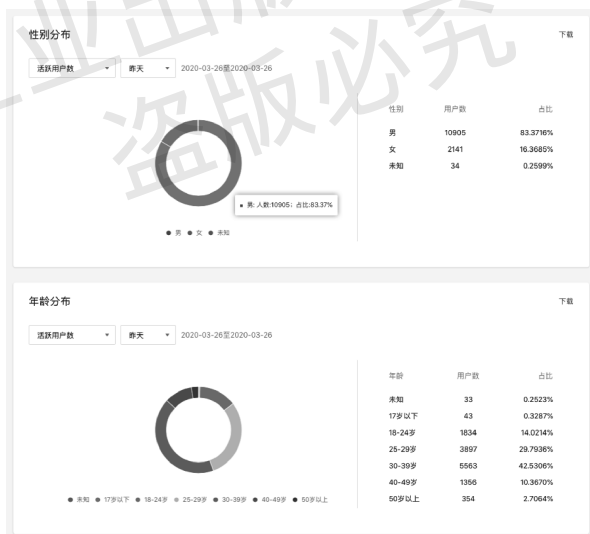 性别分布
下载
活跃用户数 昨天 2020-03-26至2020-03-26
性别 用户数 占比
男 10905 83.3716%
女 2141 16.3685%
未知 34 0.2599%
男: 人数:10905; 占比:83.37%
男 女 未知
年龄分布
下载
活跃用户数 昨天 2020-03-26至2020-03-26
年龄 用户数 占比
未知 33 0.2523%
17岁以下 43 0.3287%
18-24岁 1834 14.0214%
25-29岁 3897 29.7936%
30-39岁 5563 42.5306%
40-49岁 1356 10.3670%
50岁以上 354 2.7064%
未知 17岁以下 18-24岁 25-29岁 30-39岁 40-49岁 50岁以上
业出版
盗版必究